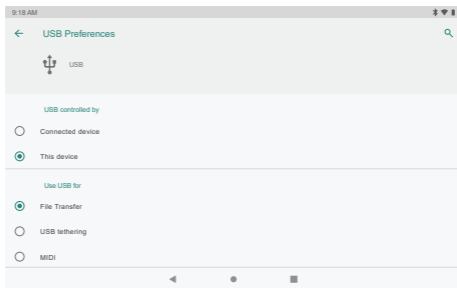 9:18 AM
USB Preferences
USB
USB controlled by
Connected device
This device
Use USB for
File Transfer
USB tethering
MIDI